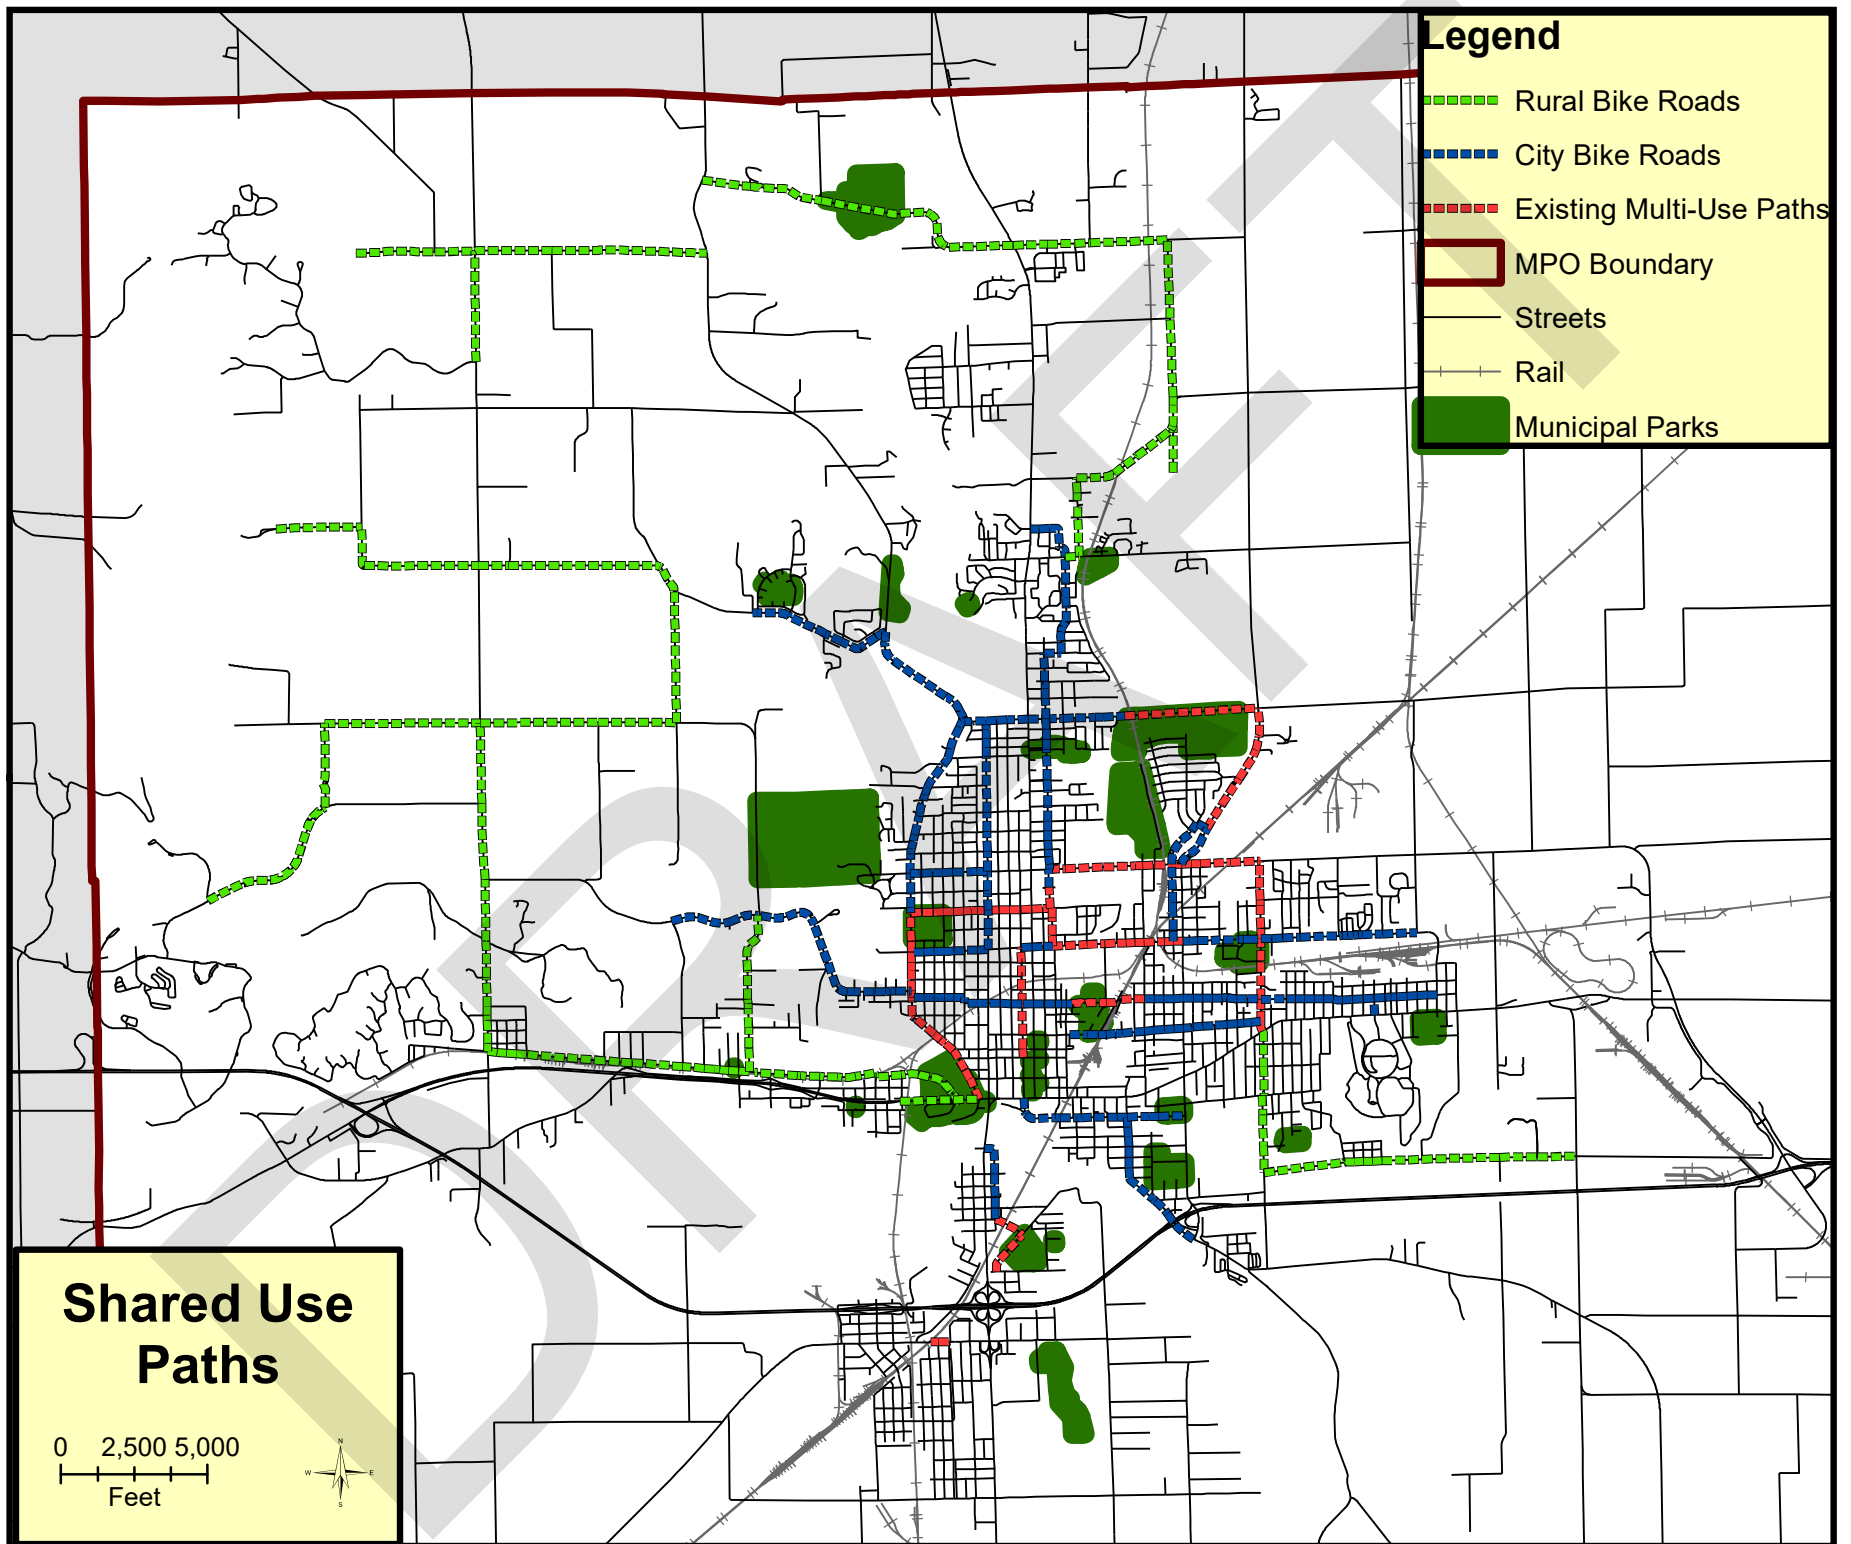 Legend
Rural Bike Roads
City Bike Roads
Existing Multi-Use Paths
MPO Boundary
Streets
Rail
Municipal Parks
DRAFT
Shared Use
Paths
0 2,500 5,000
Feet
N
W E
S